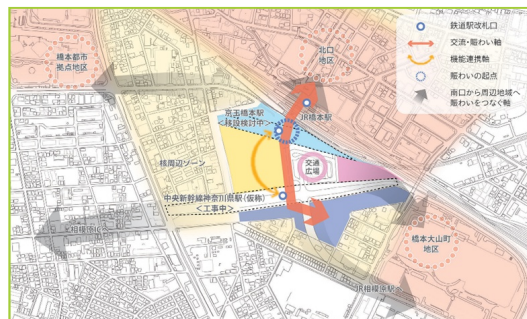 鉄道駅改札口
交流・賑わい軸
機能連携軸
賑わいの起点
南口から周辺地域へ
賑わいをつなぐ軸
橋本都市
拠点地区
北口
地区
京王橋本駅
移設検討中
JR橋本駅
核周辺ゾーン
交通
広場
中央新幹線神奈川県駅(仮称)
<工事中>
相模原ICへ
橋本大山町
地区
JR相模原駅へ